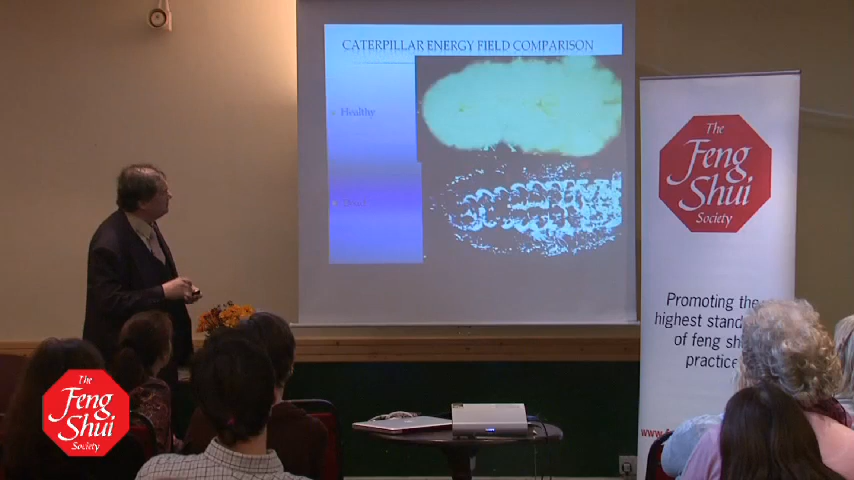 CATERPILLAR ENERGY FIELD COMPARISON
Healthy
The
Feng
Shui
Society
Promoting the
highest stand
of feng sh
practice
www.
The
Feng
Shui
Society